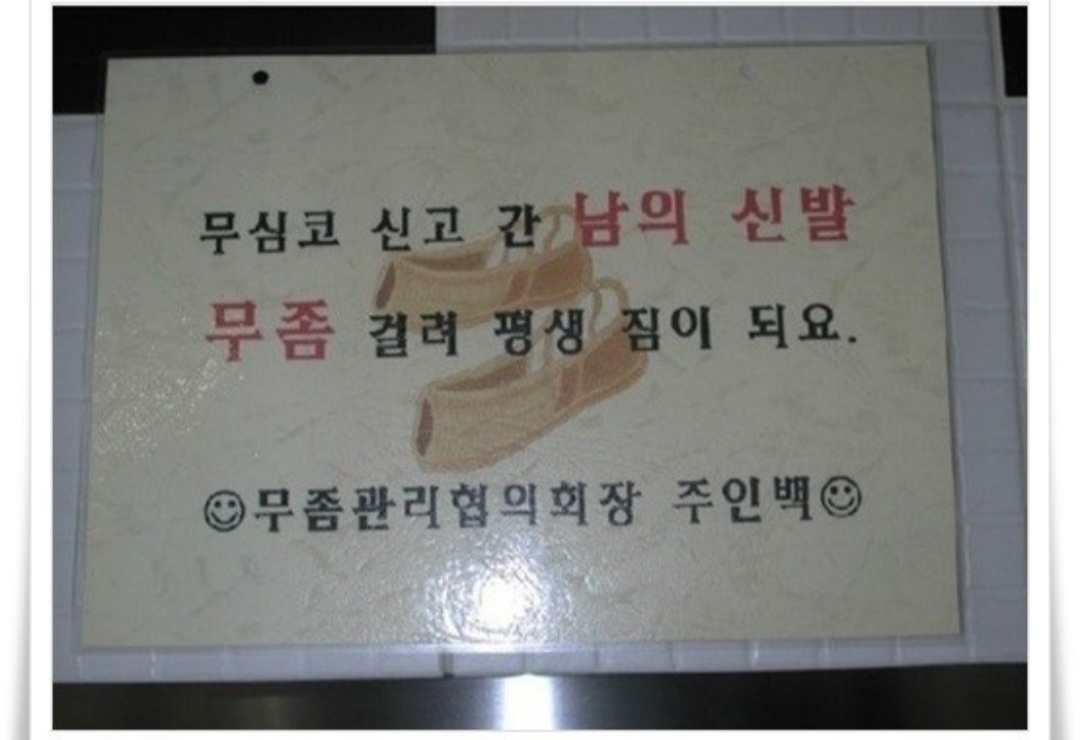 무심코 신고 간 남의 신발
무좀 걸려 평생 짐이 되요.
☺무좀관리협의회장 주인백☺